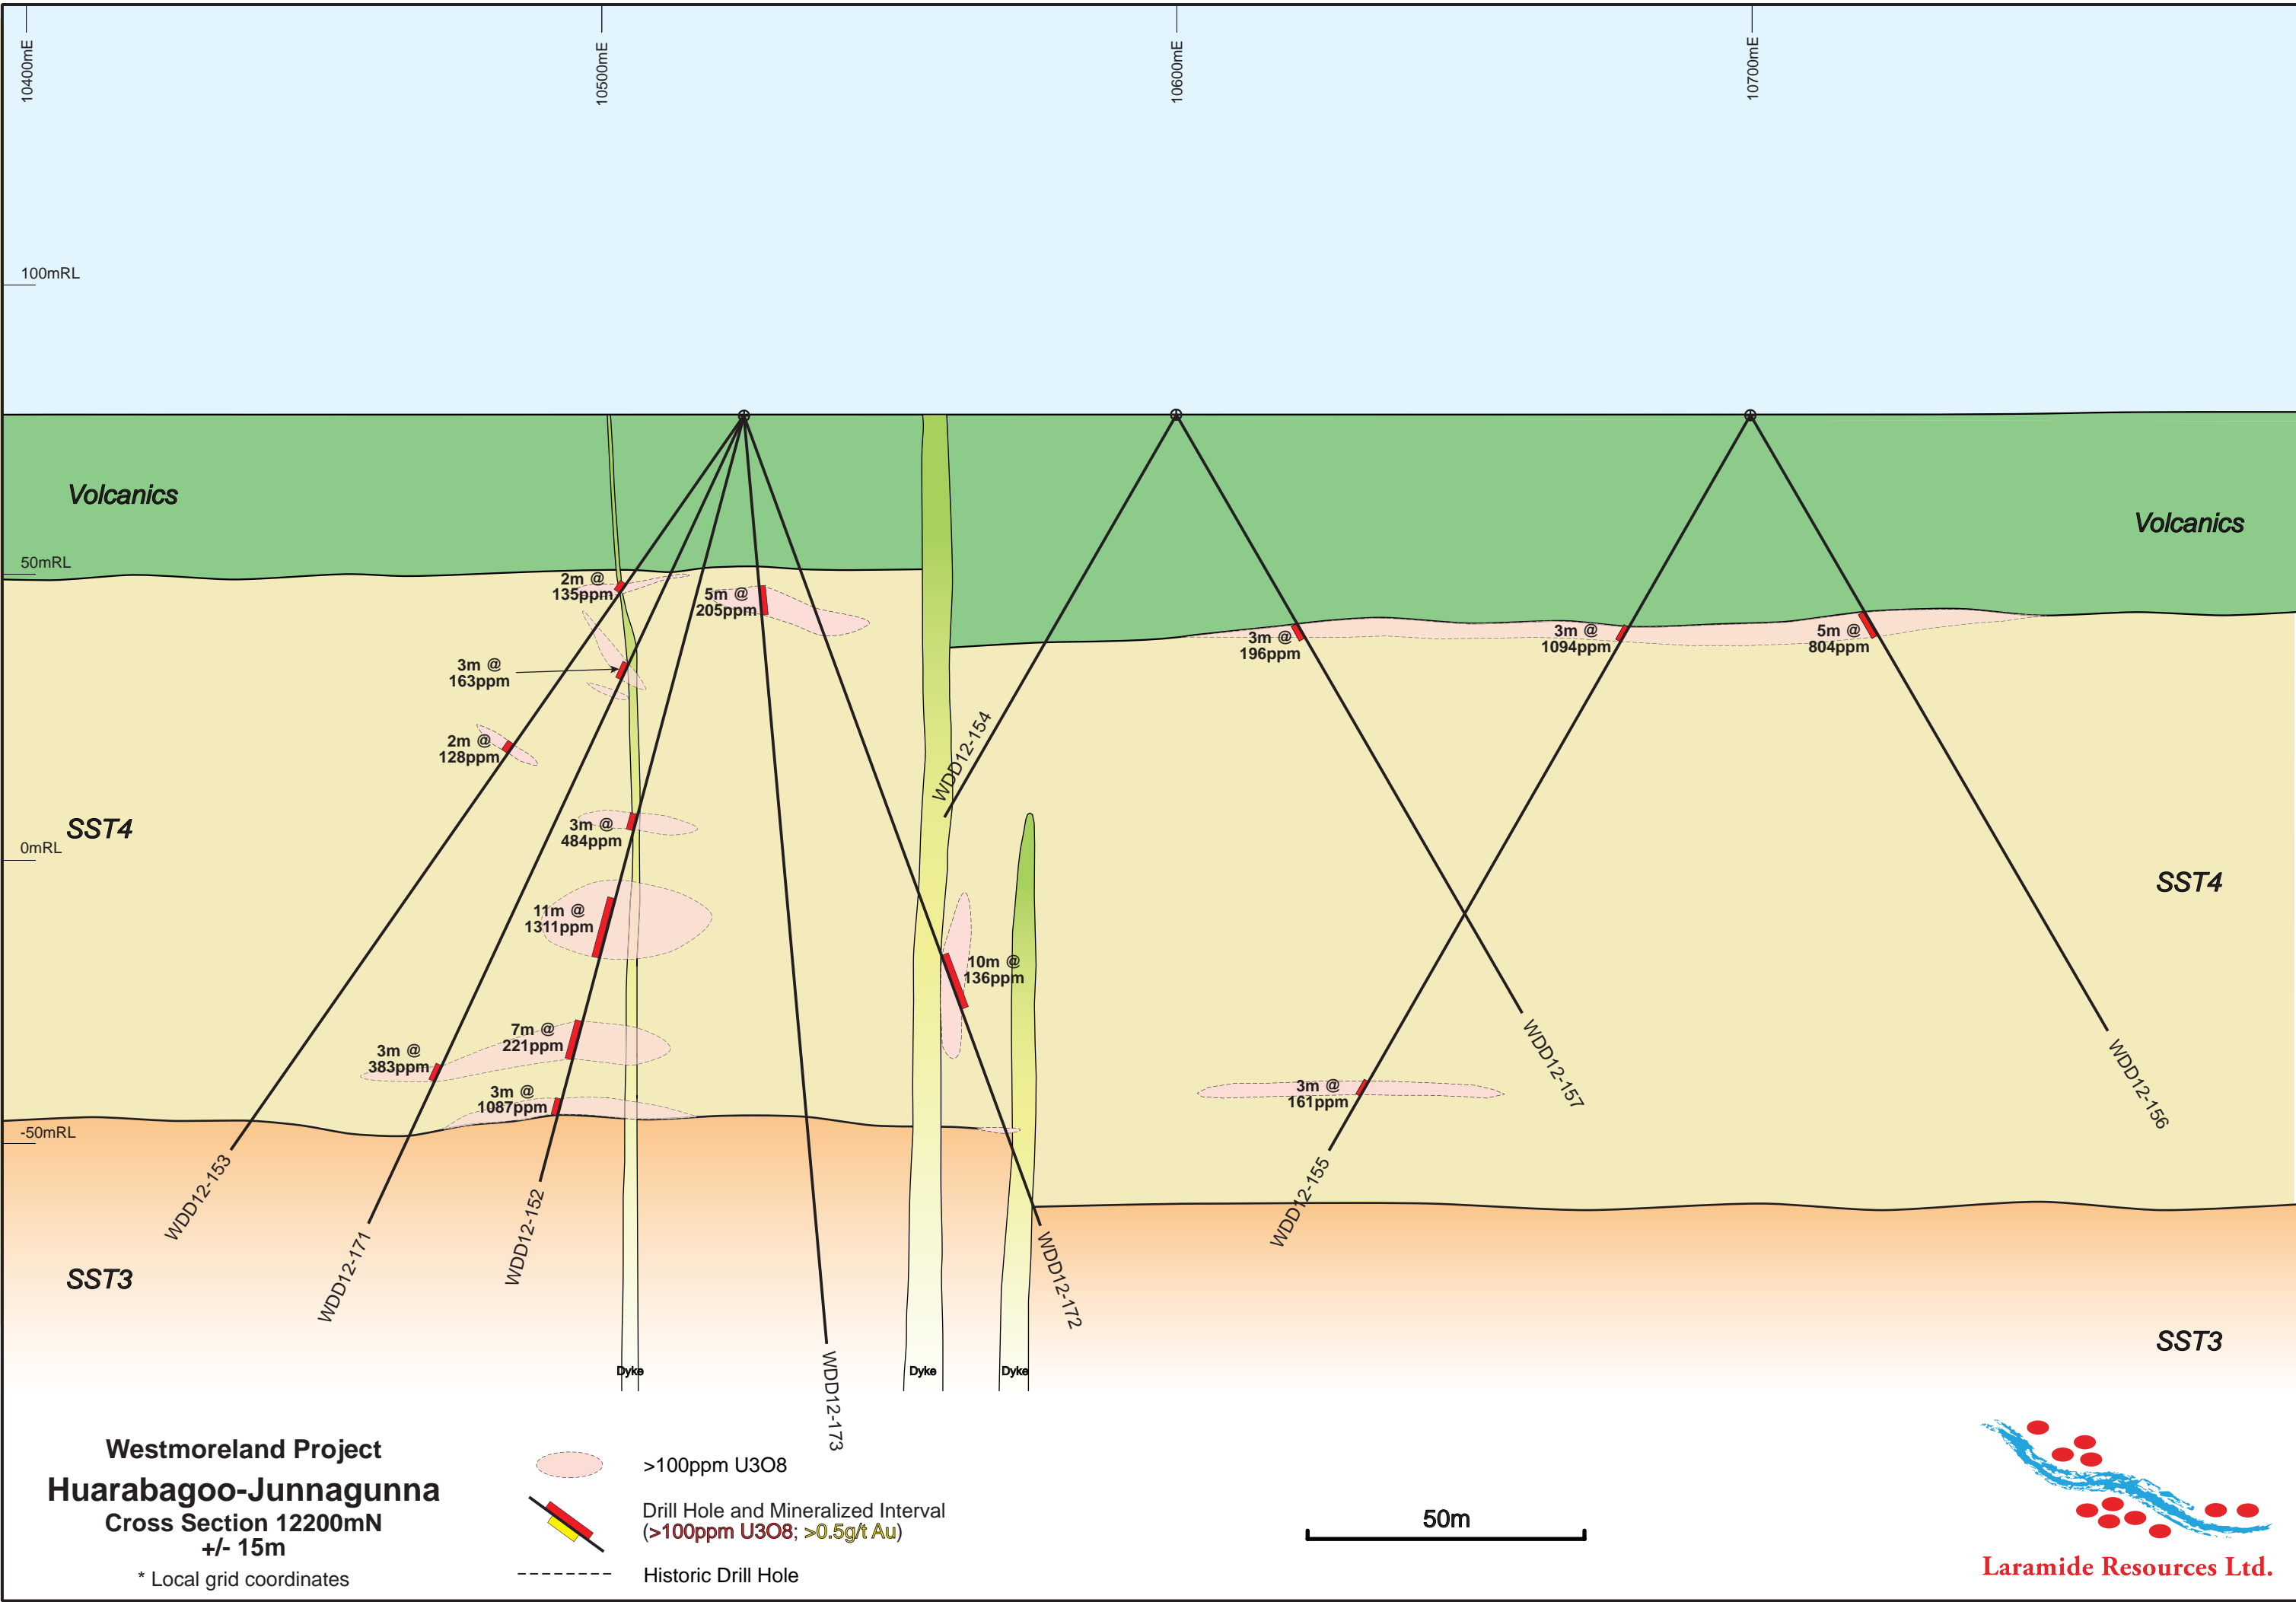 10400mE
10500mE
10600mE
10700mE
100mRL
Volcanics
Volcanics
50mRL
2m @
135ppm
5m @
205ppm
3m @
196ppm
3m @
1094ppm
5m @
804ppm
3m @
163ppm
2m @
128ppm
WDD12-154
SST4
3m @
484ppm
0mRL
SST4
11m @
1311ppm
10m @
136ppm
7m @
221ppm
3m @
383ppm
3m @
1087ppm
3m @
161ppm
WDD12-157
WDD12-156
-50mRL
WDD12-153
WDD12-171
WDD12-152
WDD12-155
WDD12-172
SST3
SST3
Dyke
Dyke
Dyke
WDD12-173
Westmoreland Project
Huarabagoo-Junnagunna
Cross Section 12200mN
+/- 15m
* Local grid coordinates
>100ppm U3O8
Drill Hole and Mineralized Interval
(>100ppm U3O8; >0.5g/t Au)
Historic Drill Hole
50m
Laramide Resources Ltd.